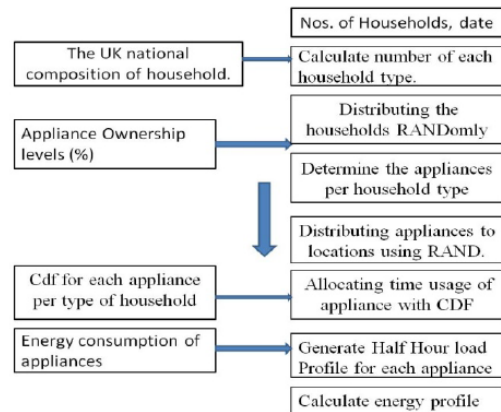 Nos. of Households, date
The UK national
composition of household.
Calculate number of each
household type.
Distributing the
households RANDomly
Appliance Ownership
levels (%)
Determine the appliances
per household type
Distributing appliances to
locations using RAND.
Cdf for each appliance
per type of household
Allocating time usage of
appliance with CDF
Energy consumption of
appliances
Generate Half Hour load
Profile for each appliance
Calculate energy profile